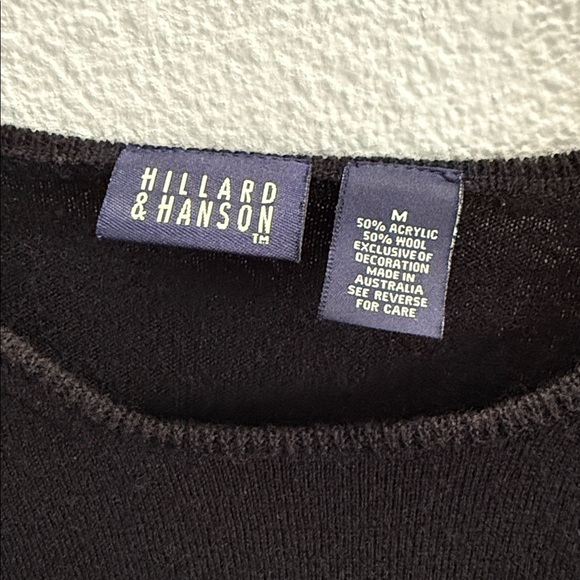 HILLARD
& HANSON
TM
M
50% ACRYLIC
50% WOOL
EXCLUSIVE OF
DECORATION
MADE IN
AUSTRALIA
SEE REVERSE
FOR CARE